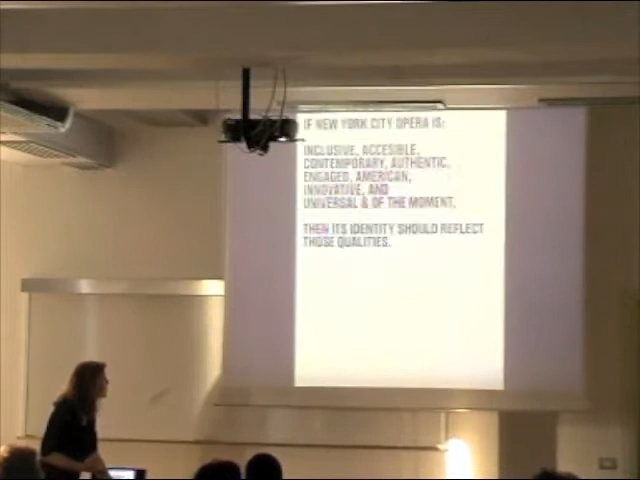 IF NEW YORK CITY OPERA IS:
INCLUSIVE, ACCESIBLE,
CONTEMPORARY, AUTHENTIC,
ENGAGED, AMERICAN,
INNOVATIVE, AND
UNIVERSAL & OF THE MOMENT,
THEN ITS IDENTITY SHOULD REFLECT
THOSE QUALITIES.